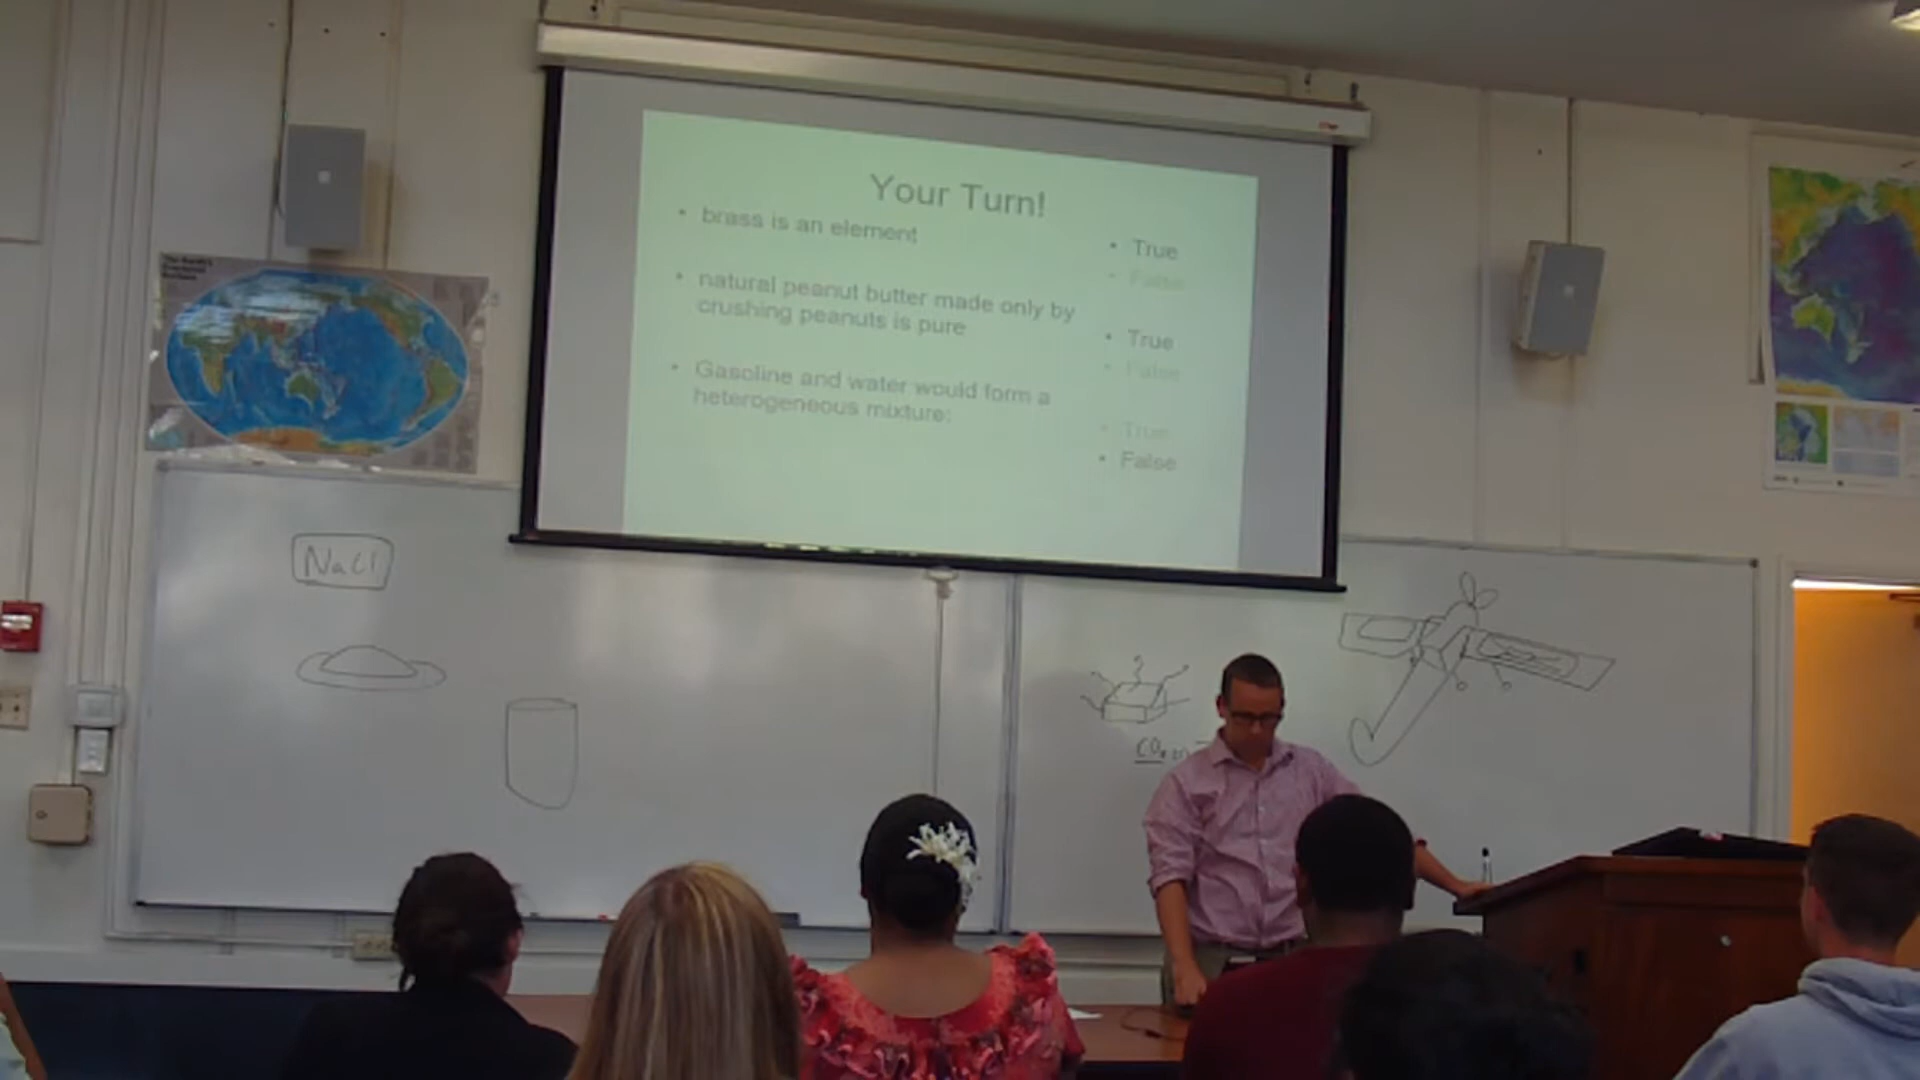 Your Turn!
• brass is an element
• True
• False
• natural peanut butter made only by
crushing peanuts is pure
• True
• False
• Gasoline and water would form a
heterogeneous mixture:
• True
• False
NaCl